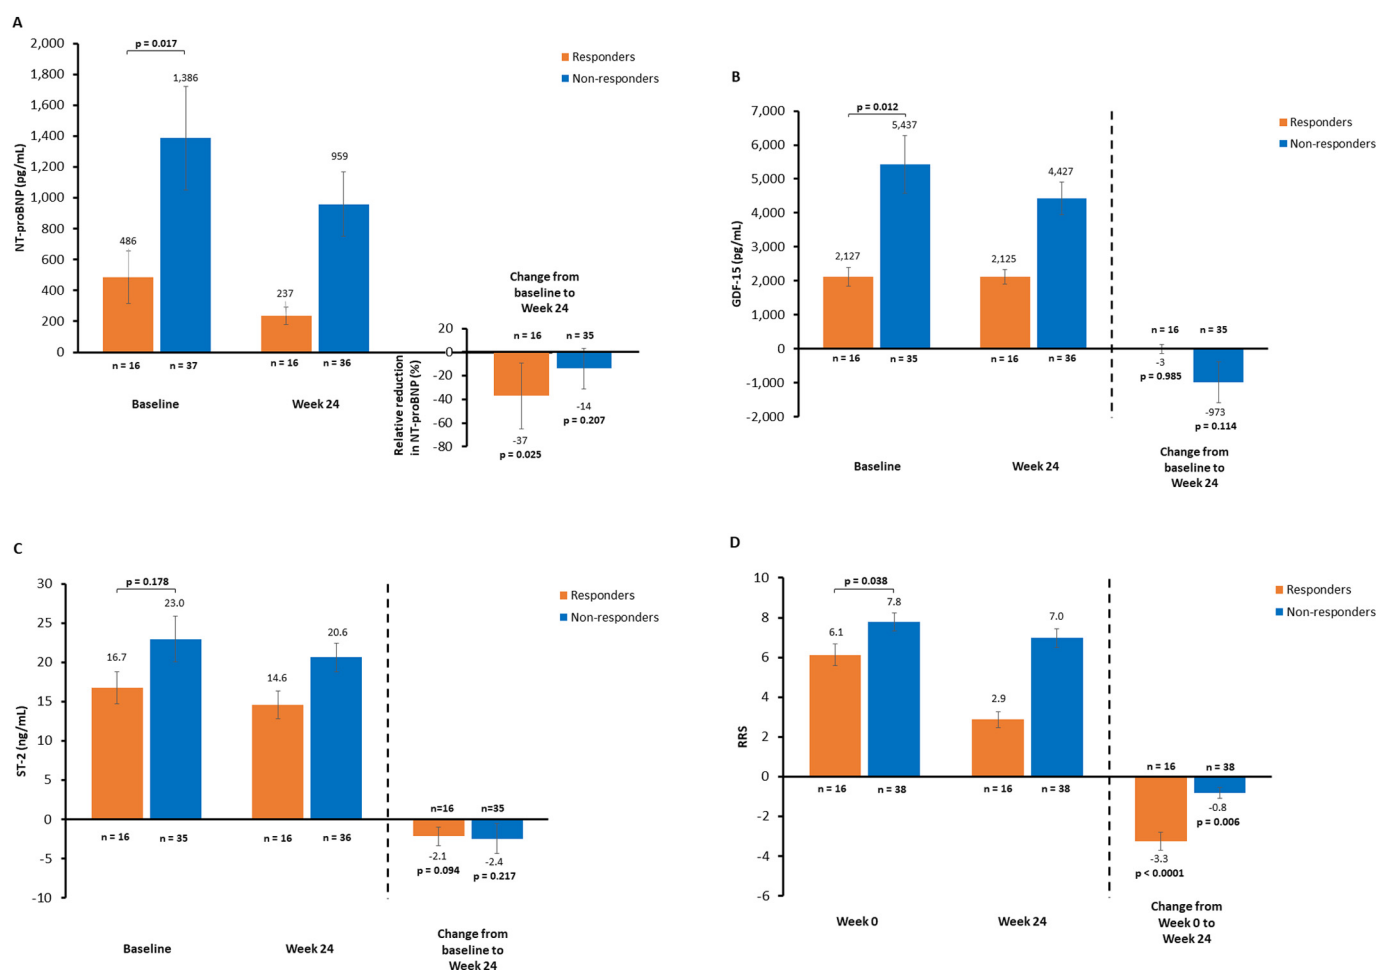 A
p = 0.017
2,000
1,800
1,600
1,400
1,200
1,000
800
600
400
200
0
NT-proBNP (pg/mL)
1,386
486
959
237
Responders
Non-responders
n = 16
n = 37
n = 16
n = 36
Baseline
Week 24
Change from
baseline to
Week 24
n = 16
n = 35
20
0
-20
-40
-60
-80
Relative reduction
in NT-proBNP (%)
-37
p = 0.025
-14
p = 0.207
B
p = 0.012
7,000
6,000
5,000
4,000
3,000
2,000
1,000
0
-1,000
-2,000
GDF-15 (pg/mL)
5,437
2,127
4,427
2,125
Responders
Non-responders
n = 16
n = 35
n = 16
n = 36
n = 16
n = 35
-3
p = 0.985
-973
p = 0.114
Baseline
Week 24
Change from
baseline to
Week 24
C
p = 0.178
30
25
20
15
10
5
0
-5
-10
ST-2 (ng/mL)
23.0
16.7
20.6
14.6
Responders
Non-responders
n = 16
n = 35
n = 16
n = 36
n=16
n=35
-2.1
p = 0.094
-2.4
p = 0.217
Baseline
Week 24
Change from
baseline to
Week 24
D
p = 0.038
10
8
6
4
2
0
-2
-4
-6
RRS
7.8
6.1
7.0
2.9
Responders
Non-responders
n = 16
n = 38
n = 16
n = 38
n = 16
n = 38
-0.8
p = 0.006
-3.3
p < 0.0001
Week 0
Week 24
Change from
Week 0 to
Week 24